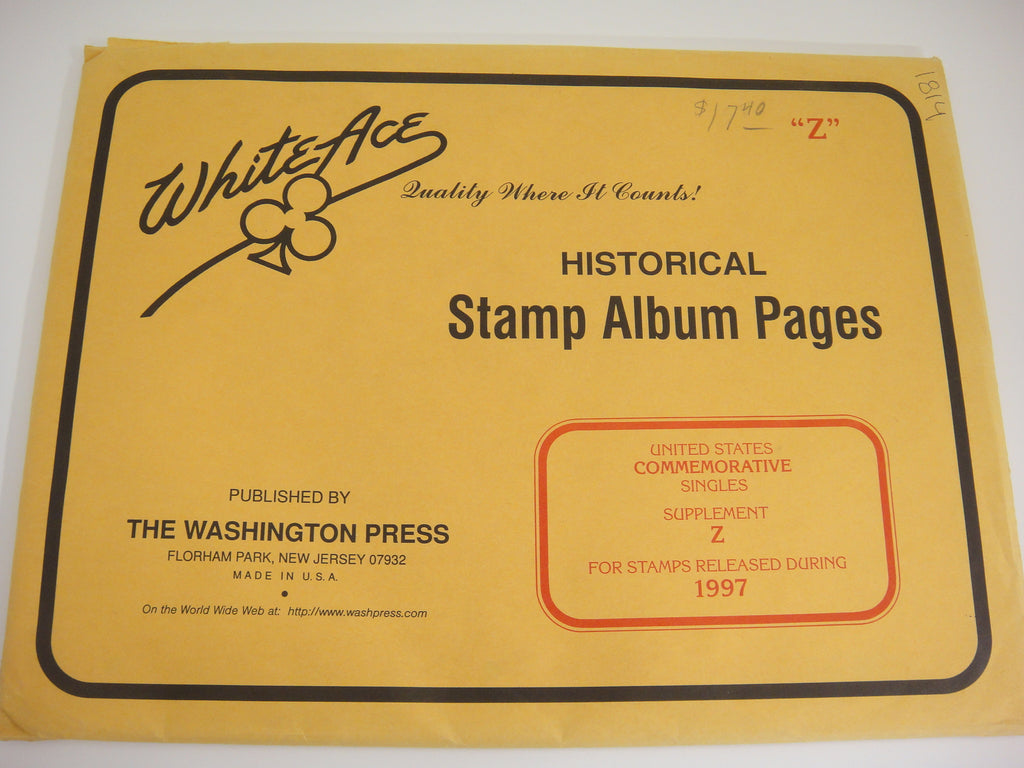 WhiteAce
Quality Where It Counts!
$17.40
"Z"
1814
HISTORICAL
Stamp Album Pages
PUBLISHED BY
THE WASHINGTON PRESS
FLORHAM PARK, NEW JERSEY 07932
MADE IN U.S.A.
•
On the World Wide Web at: http://www.washpress.com
UNITED STATES
COMMEMORATIVE
SINGLES
SUPPLEMENT
Z
FOR STAMPS RELEASED DURING
1997